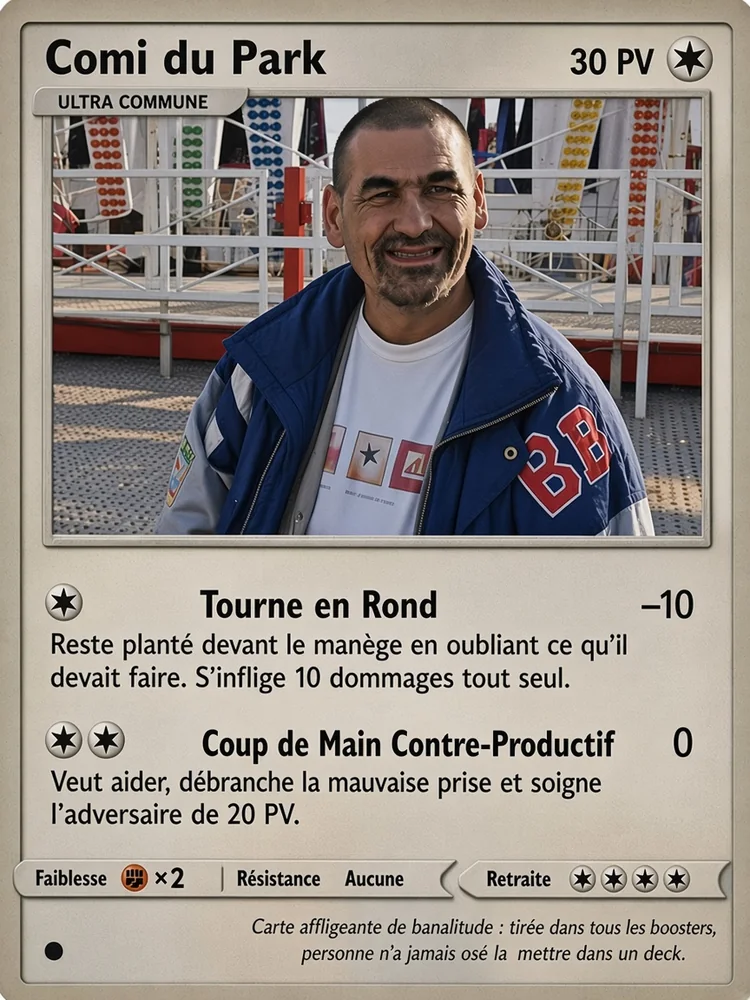 Comi du Park
30 PV
ULTRA COMMUNE
BB
Tourne en Rond
–10
Reste planté devant le manège en oubliant ce qu’il
devait faire. S’inflige 10 dommages tout seul.
Coup de Main Contre-Productif
0
Veut aider, débranche la mauvaise prise et soigne
l’adversaire de 20 PV.
Faiblesse ×2
Résistance Aucune
Retraite
Carte affligeante de banalitude : tirée dans tous les boosters,
personne n’a jamais osé la mettre dans un deck.